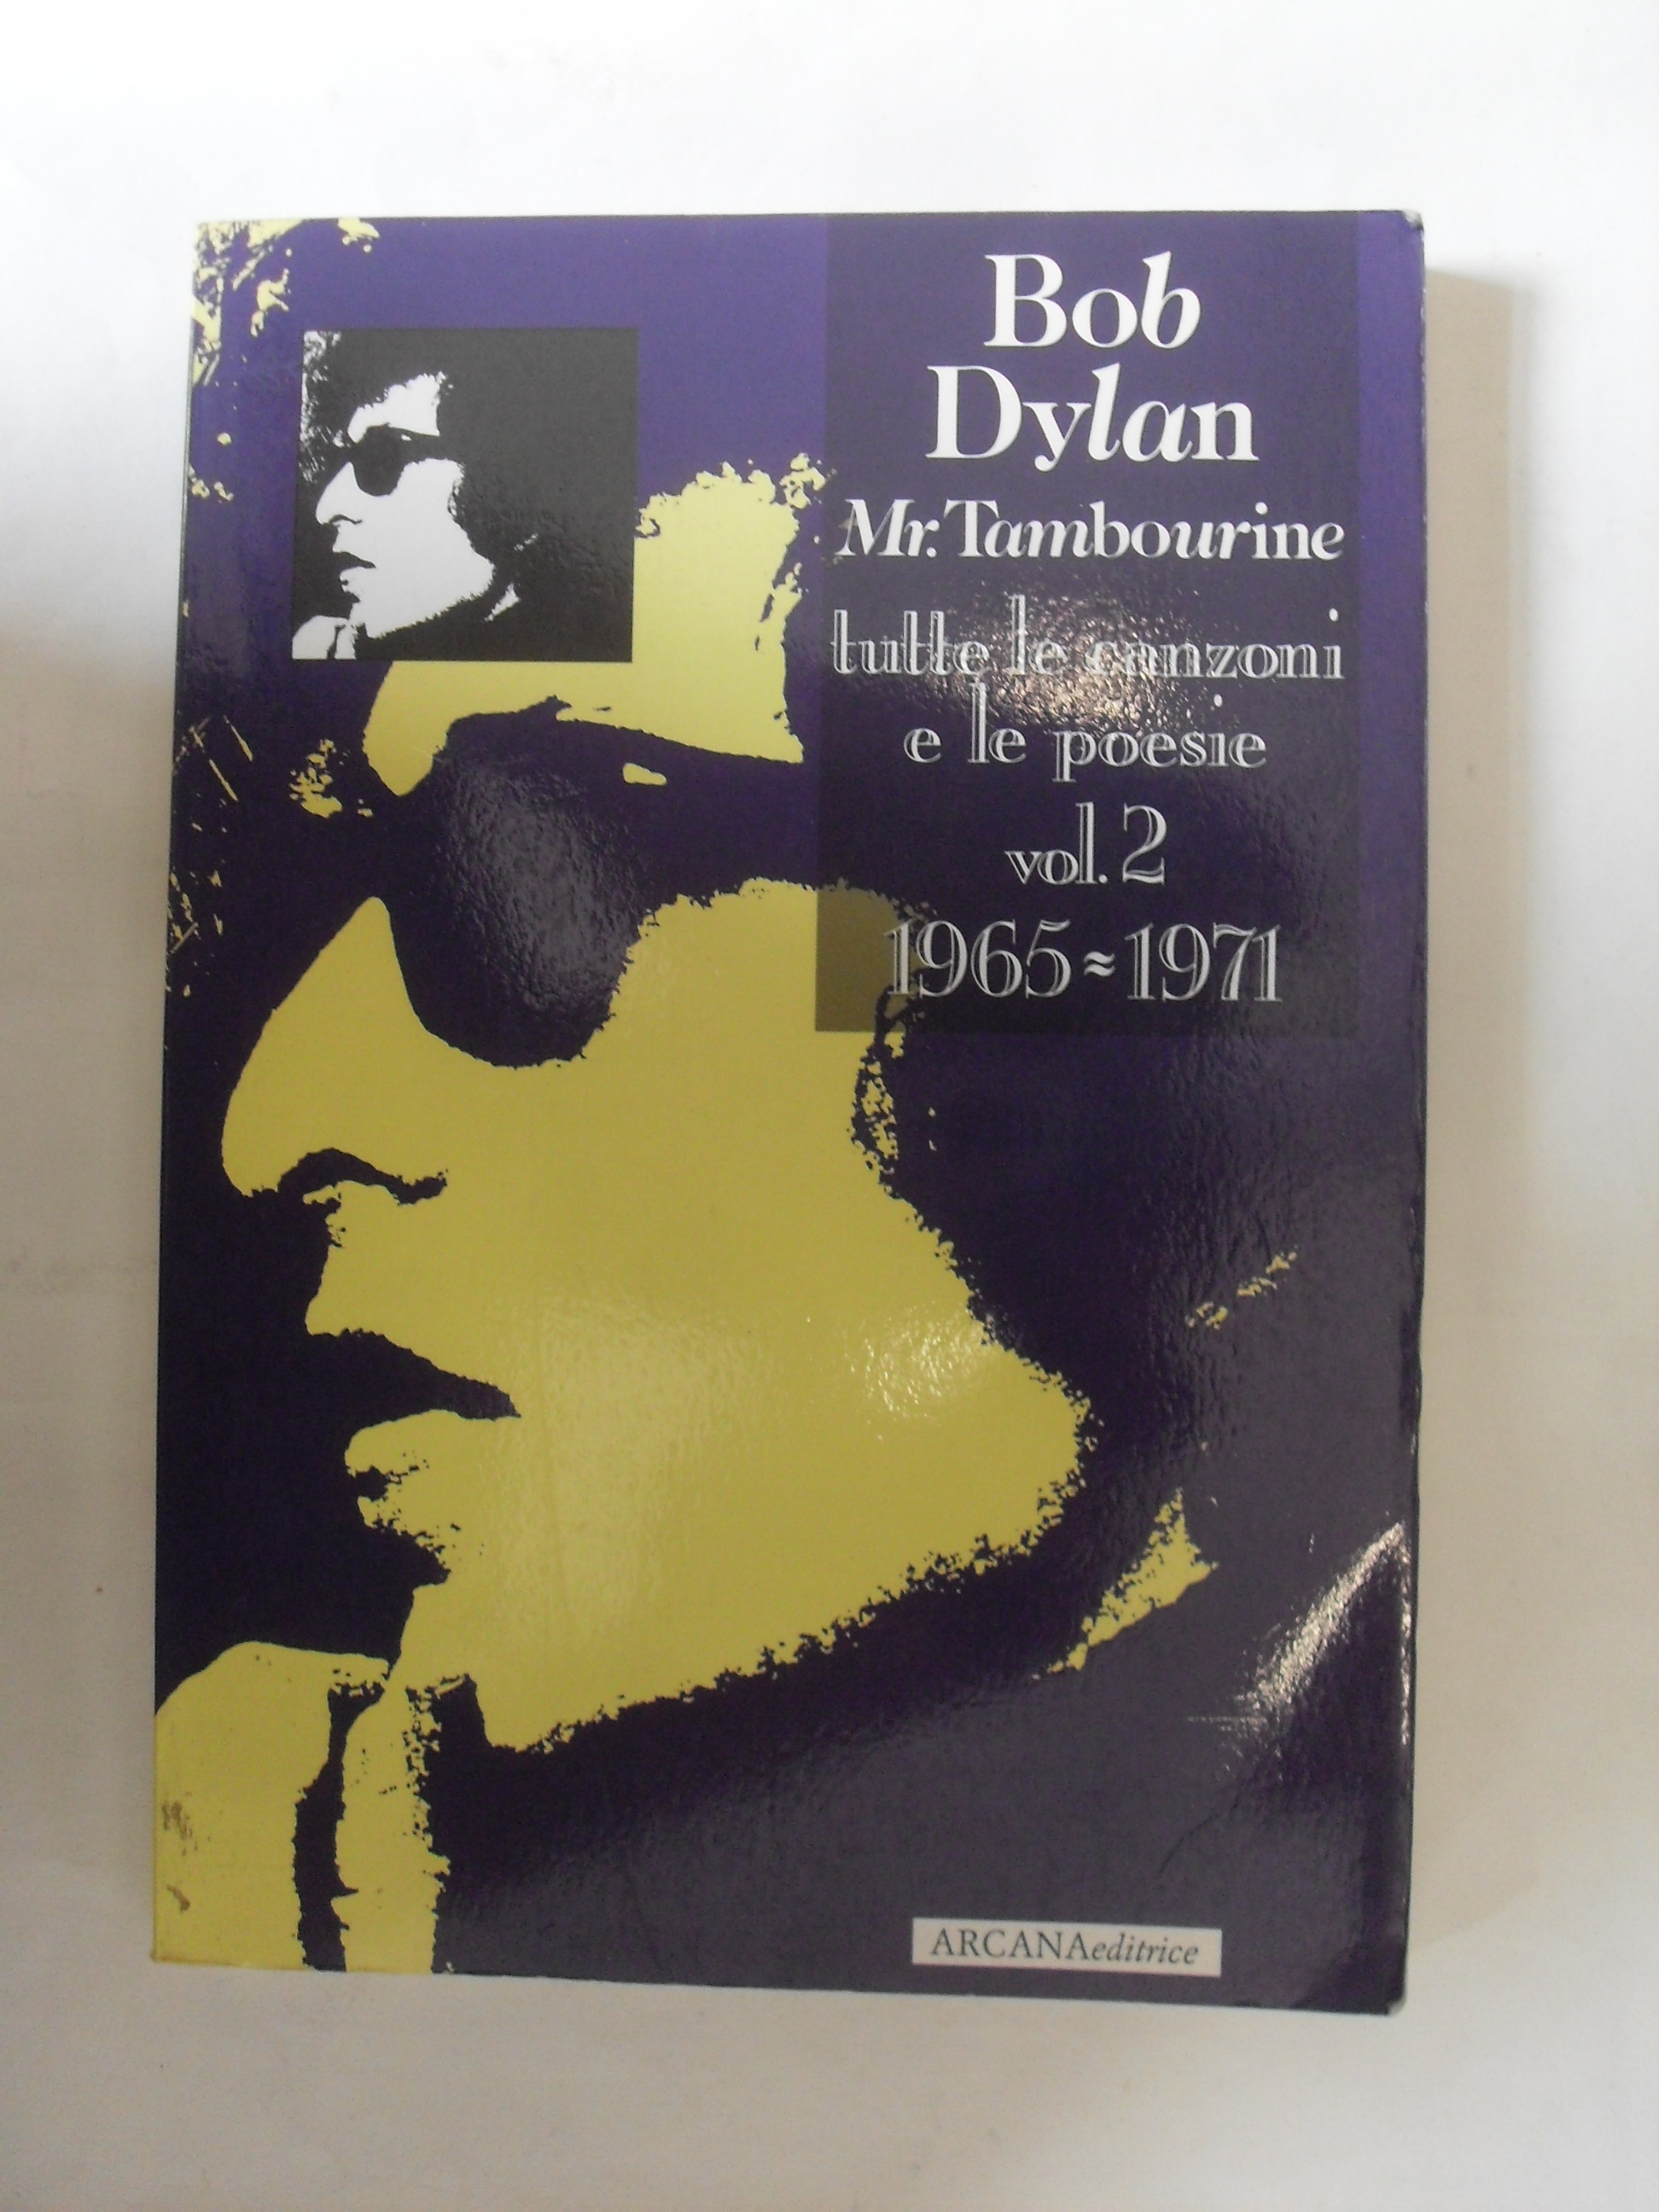 Bob
Dylan
Mr. Tambourine
tutte le canzoni
e le poesie
vol. 2
1965≈1971
ARCANAeditrice